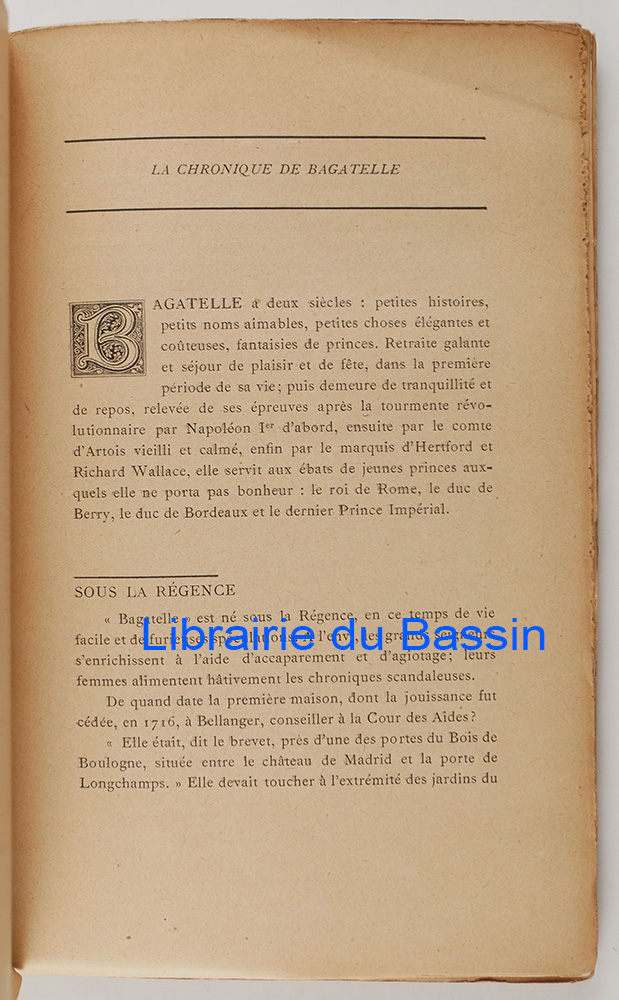 LA CHRONIQUE DE BAGATELLE
BAGATELLE a deux siècles : petites histoires,
petits noms aimables, petites choses élégantes et
coûteuses, fantaisies de princes. Retraite galante
et séjour de plaisir et de fête, dans la première
période de sa vie ; puis demeure de tranquillité et
de repos, relevée de ses épreuves après la tourmente révo-
lutionnaire par Napoléon Ier d'abord, ensuite par le comte
d'Artois vieilli et calmé, enfin par le marquis d'Hertford et
Richard Wallace, elle servit aux ébats de jeunes princes aux-
quels elle ne porta pas bonheur : le roi de Rome, le duc de
Berry, le duc de Bordeaux et le dernier Prince Impérial.
SOUS LA RÉGENCE
« Bagatelle » est né sous la Régence, en ce temps de vie
facile et de furieuses spéculations. A l'envi, les grands seigneurs
Librairie du Bassin
s'enrichissent à l'aide d'accaparement et d'agiotage ; leurs
femmes alimentent hâtivement les chroniques scandaleuses.
De quand date la première maison, dont la jouissance fut
cédée, en 1716, à Bellanger, conseiller à la Cour des Aides ?
« Elle était, dit le brevet, près d'une des portes du Bois de
Boulogne, située entre le château de Madrid et la porte de
Longchamps. » Elle devait toucher à l'extrémité des jardins du